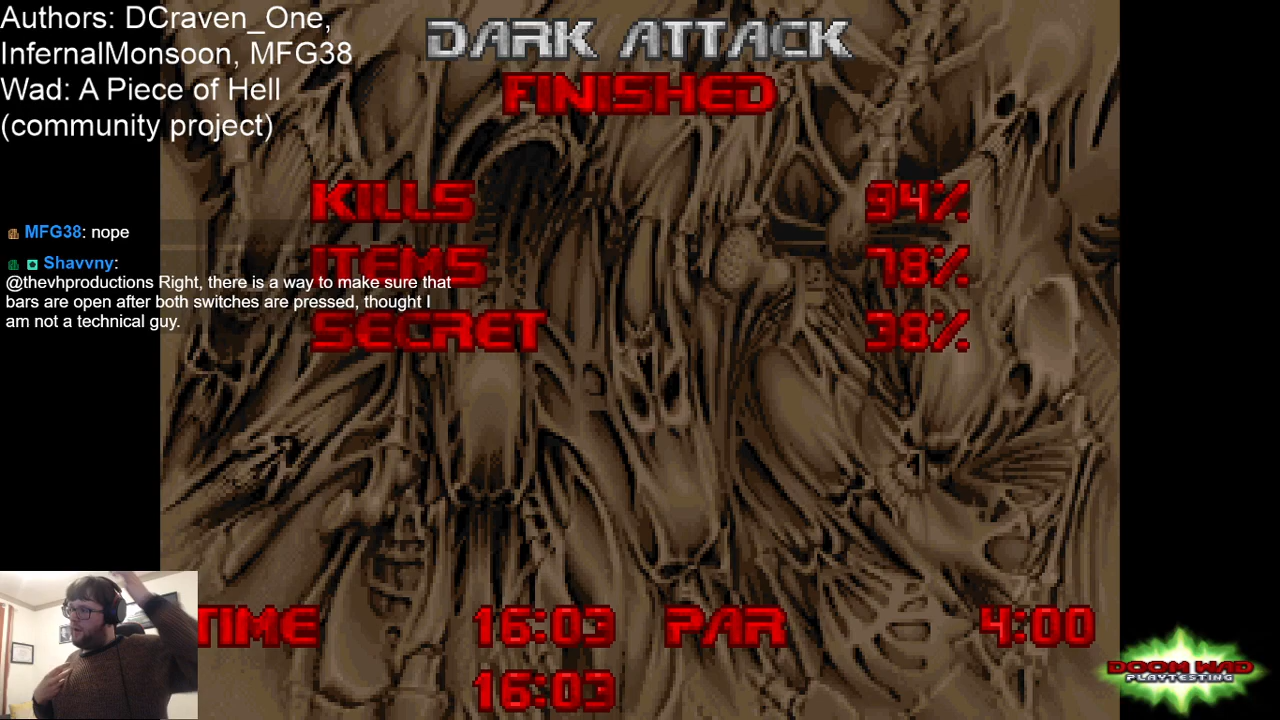 Authors: DCraven_One,
InfernalMonsoon, MFG38
Wad: A Piece of Hell
(community project)
DARK ATTACK
FINISHED
KILLS 94%
MFG38: nope
ITEMS 78%
Shavvny:
@thevhproductions Right, there is a way to make sure that
bars are open after both switches are pressed, thought I
am not a technical guy.
SECRET 38%
TIME 16:03 PAR 4:00
16:03
DOOM WAD
PLAYTESTING